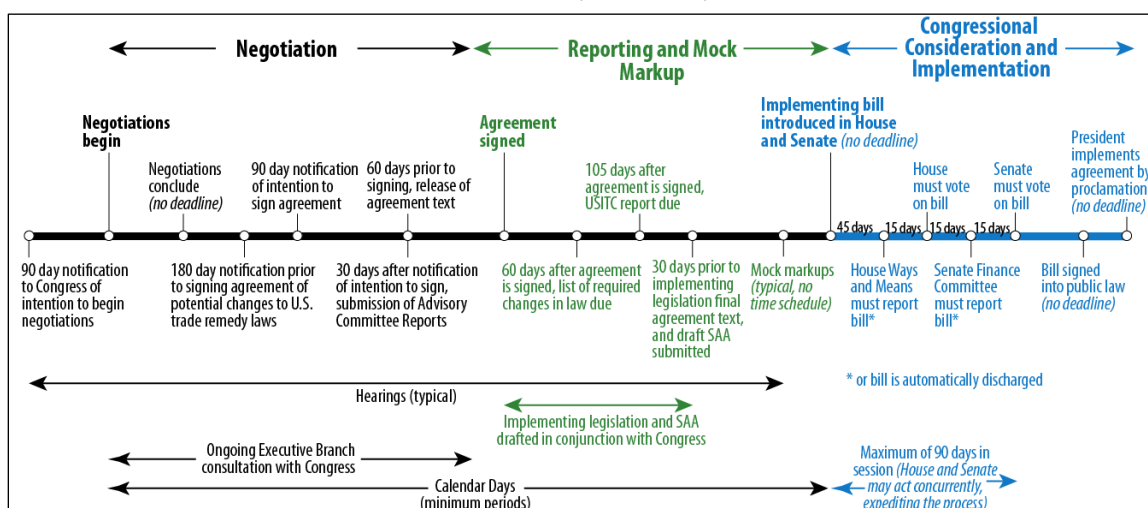 Negotiation
Reporting and Mock
Markup
Congressional
Consideration and
Implementation
Negotiations
begin
Agreement
signed
Implementing bill
introduced in House
and Senate (no deadline)
President
implements
agreement by
proclamation
(no deadline)
Negotiations
conclude
(no deadline)
90 day notification
of intention to
sign agreement
60 days prior to
signing, release of
agreement text
105 days after
agreement is signed,
USITC report due
House
must vote
on bill
Senate
must vote
on bill
45 days
15 days
15 days
15 days
90 day notification
to Congress of
intention to begin
negotiations
180 day notification prior
to signing agreement of
potential changes to U.S.
trade remedy laws
30 days after notification
of intention to sign,
submission of Advisory
Committee Reports
60 days after agreement
is signed, list of required
changes in law due
30 days prior to
implementing
legislation final
agreement text,
and draft SAA
submitted
Mock markups
(typical, no
time schedule)
House Ways
and Means
must report
bill*
Senate Finance
Committee
must report
bill*
Bill signed
into public law
(no deadline)
* or bill is automatically discharged
Hearings (typical)
Implementing legislation and SAA
drafted in conjunction with Congress
Ongoing Executive Branch
consultation with Congress
Calendar Days
(minimum periods)
Maximum of 90 days in
session (House and Senate
may act concurrently,
expediting the process)